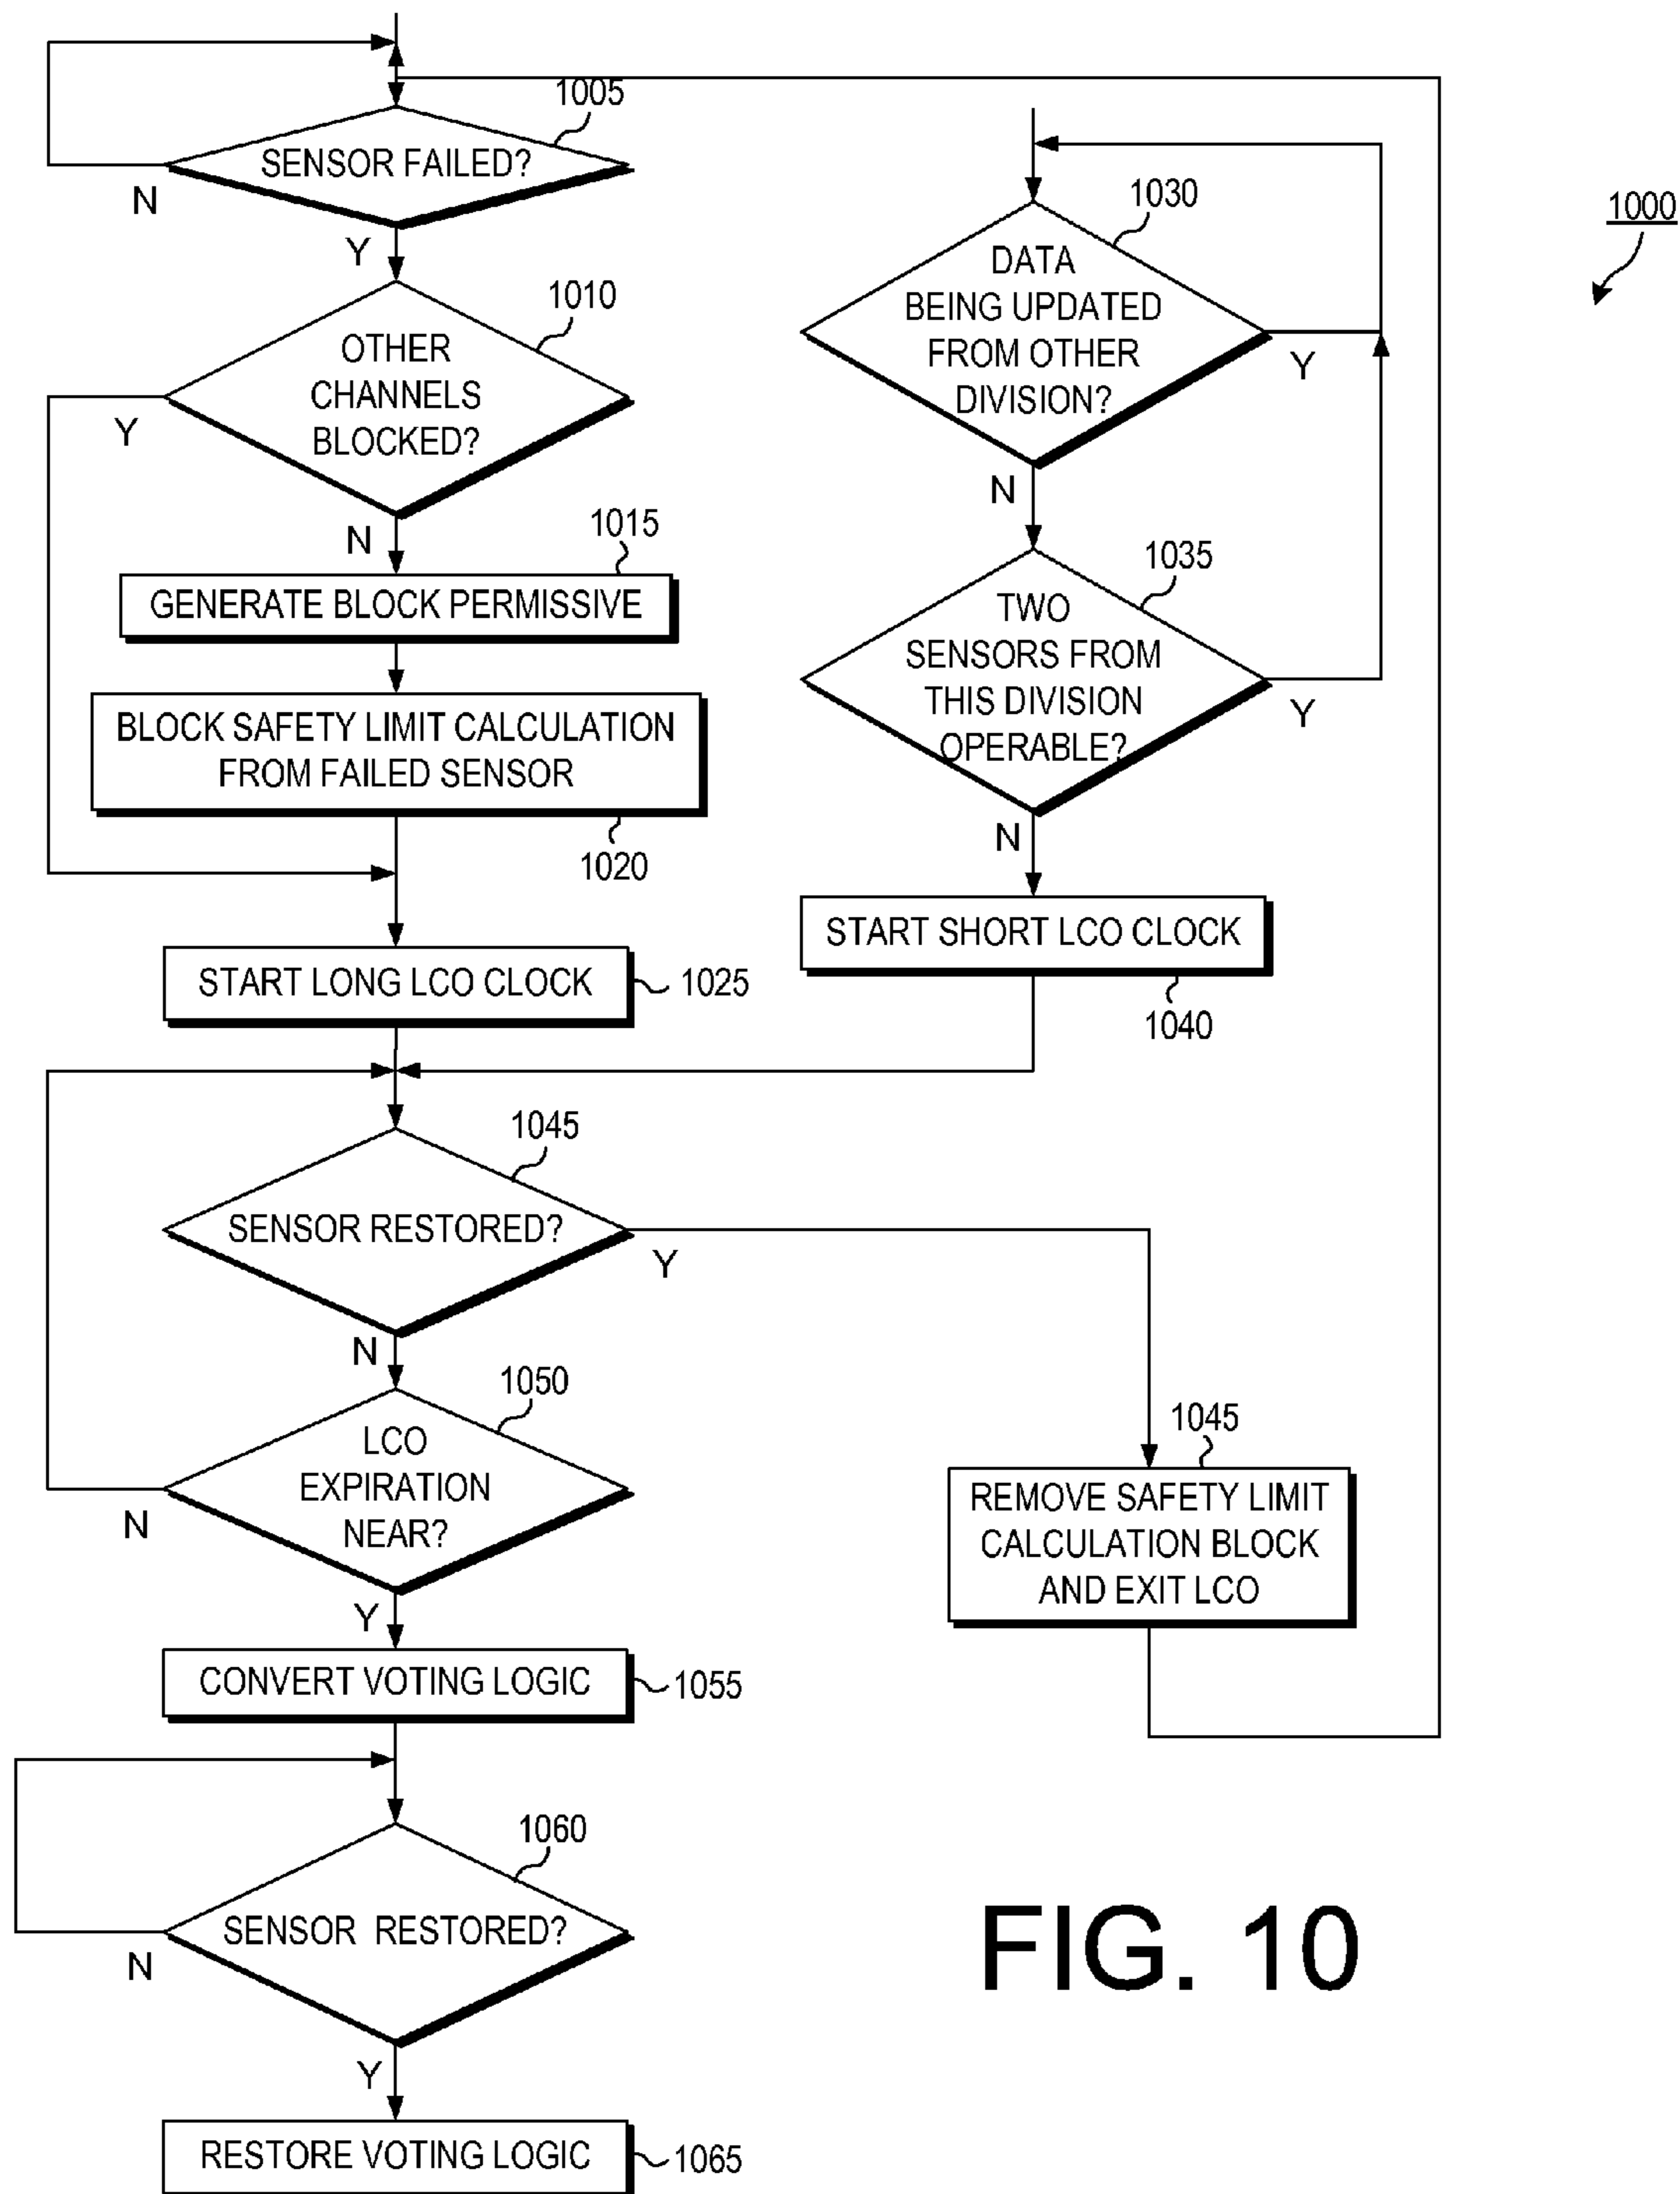 1005
SENSOR FAILED?
N
Y
1010
OTHER
CHANNELS
BLOCKED?
Y
N
1015
GENERATE BLOCK PERMISSIVE
BLOCK SAFETY LIMIT CALCULATION
FROM FAILED SENSOR
1020
START LONG LCO CLOCK
1025
1030
DATA
BEING UPDATED
FROM OTHER
DIVISION?
Y
N
1035
TWO
SENSORS FROM
THIS DIVISION
OPERABLE?
Y
N
START SHORT LCO CLOCK
1040
1000
1045
SENSOR RESTORED?
Y
N
1050
LCO
EXPIRATION
NEAR?
N
Y
1045
REMOVE SAFETY LIMIT
CALCULATION BLOCK
AND EXIT LCO
CONVERT VOTING LOGIC
1055
1060
SENSOR RESTORED?
N
Y
RESTORE VOTING LOGIC
1065
FIG. 10